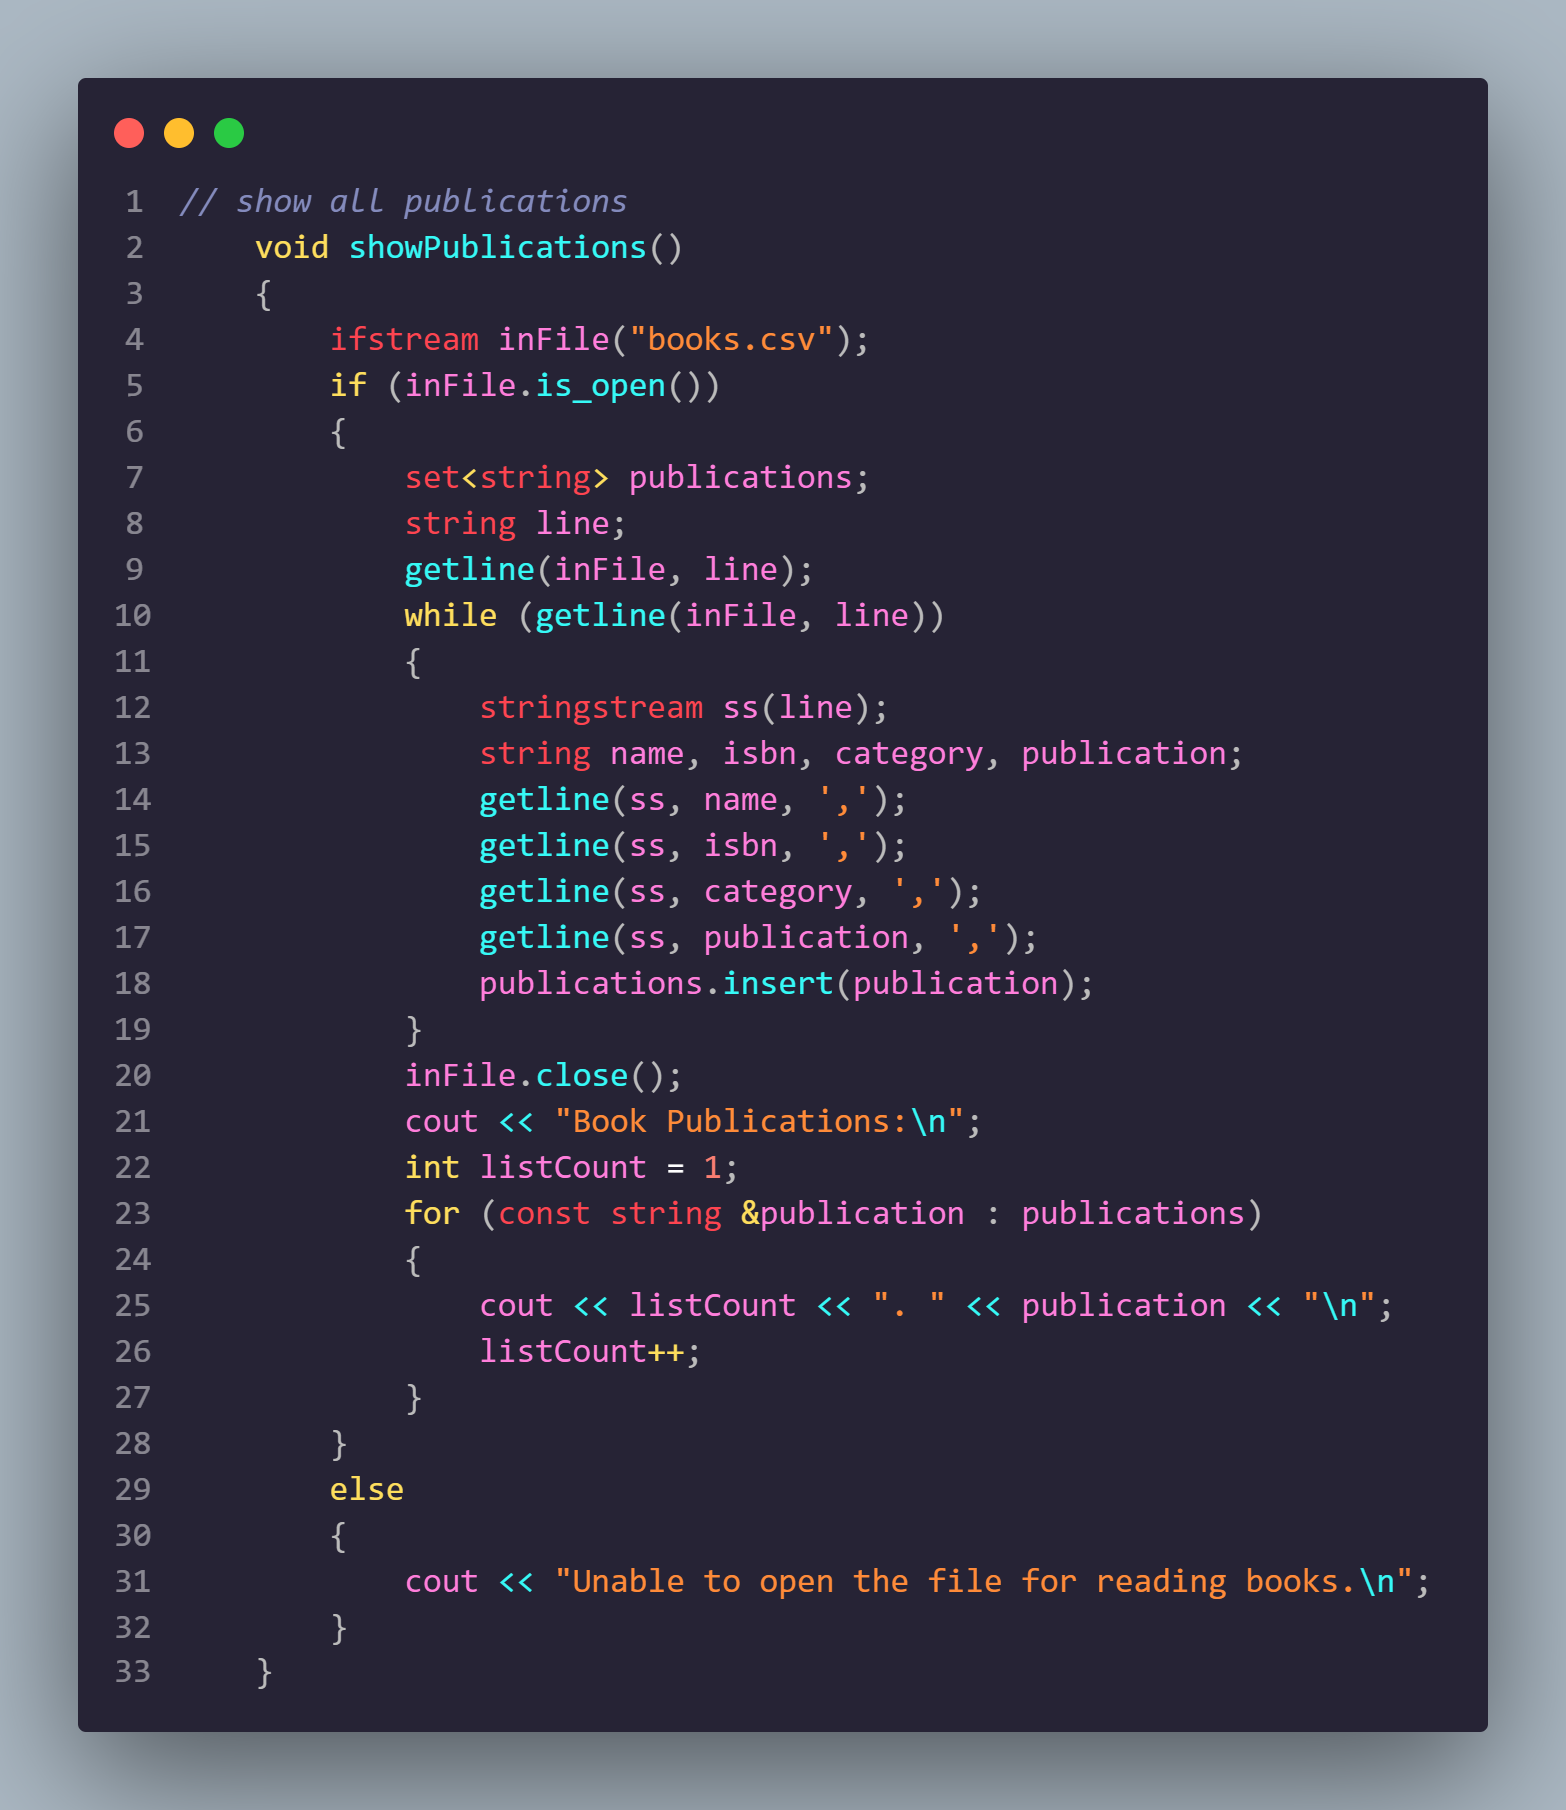 1 // show all publications
2     void showPublications()
3     {
4         ifstream inFile("books.csv");
5         if (inFile.is_open())
6         {
7             set<string> publications;
8             string line;
9             getline(inFile, line);
10             while (getline(inFile, line))
11             {
12                 stringstream ss(line);
13                 string name, isbn, category, publication;
14                 getline(ss, name, ',');
15                 getline(ss, isbn, ',');
16                 getline(ss, category, ',');
17                 getline(ss, publication, ',');
18                 publications.insert(publication);
19             }
20             inFile.close();
21             cout << "Book Publications:\n";
22             int listCount = 1;
23             for (const string &publication : publications)
24             {
25                 cout << listCount << ". " << publication << "\n";
26                 listCount++;
27             }
28         }
29         else
30         {
31             cout << "Unable to open the file for reading books.\n";
32         }
33     }